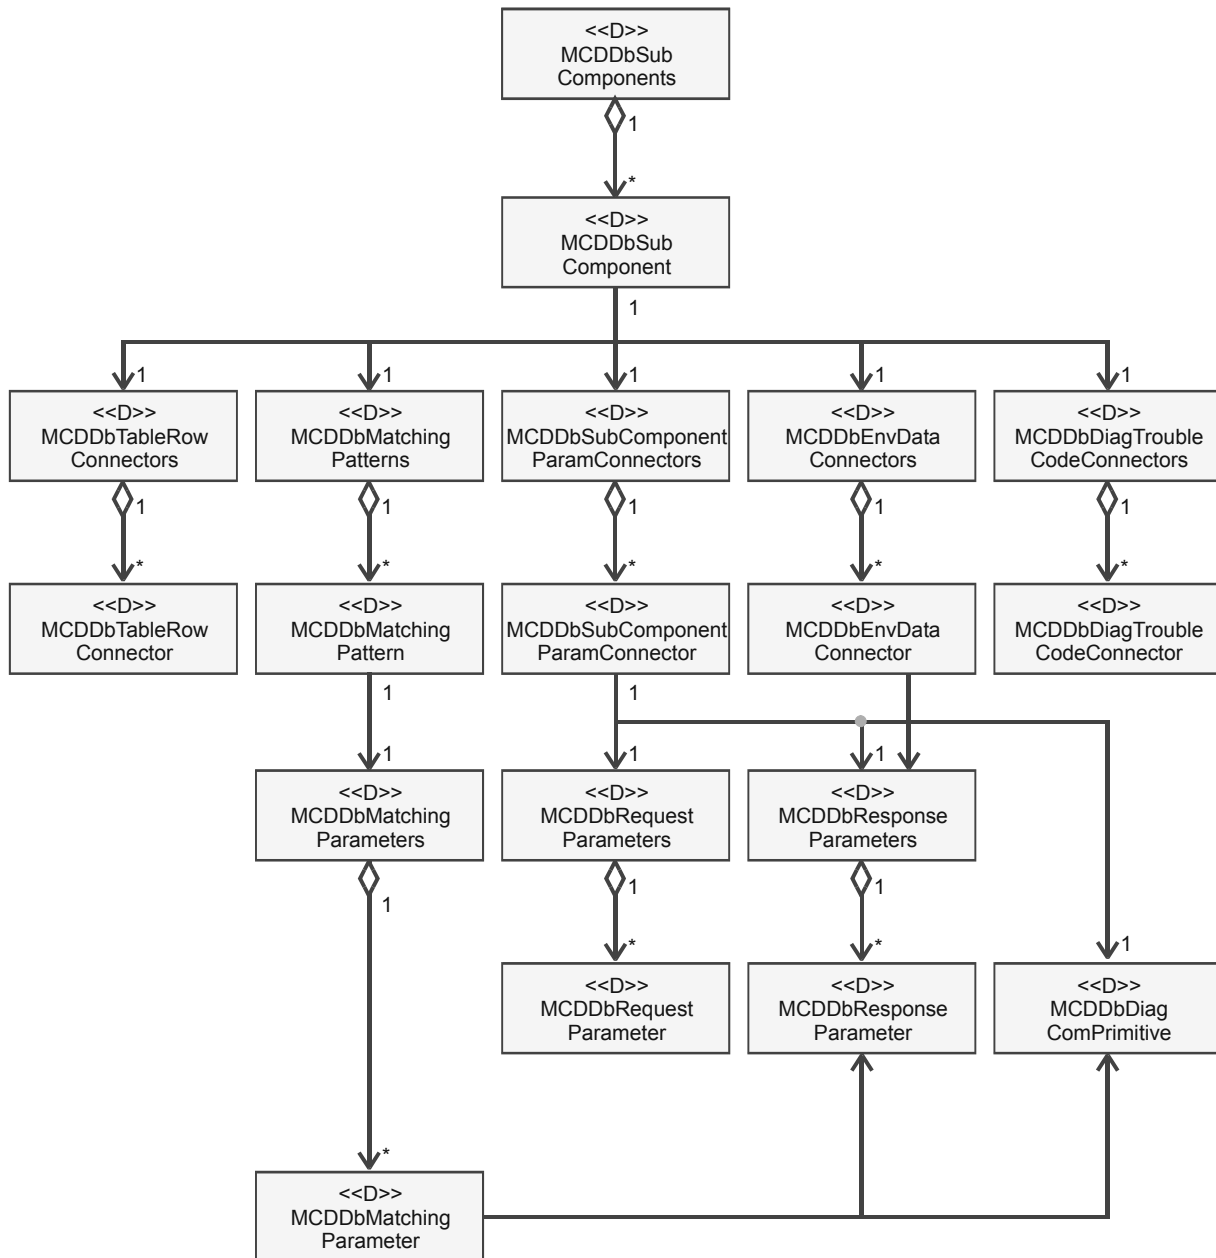 <<D>>
MCDDbSub
Components
1
*
<<D>>
MCDDbSub
Component
1
1
1
1
1
1
<<D>>
MCDDbTableRow
Connectors
<<D>>
MCDDbMatching
Patterns
<<D>>
MCDDbSubComponent
ParamConnectors
<<D>>
MCDDbEnvData
Connectors
<<D>>
MCDDbDiagTrouble
CodeConnectors
1
1
1
1
1
*
*
*
*
*
<<D>>
MCDDbTableRow
Connector
<<D>>
MCDDbMatching
Pattern
<<D>>
MCDDbSubComponent
ParamConnector
<<D>>
MCDDbEnvData
Connector
<<D>>
MCDDbDiagTrouble
CodeConnector
1
1
1
1
1
<<D>>
MCDDbMatching
Parameters
<<D>>
MCDDbRequest
Parameters
<<D>>
MCDDbResponse
Parameters
1
1
1
*
*
1
<<D>>
MCDDbRequest
Parameter
<<D>>
MCDDbResponse
Parameter
<<D>>
MCDDbDiag
ComPrimitive
*
<<D>>
MCDDbMatching
Parameter